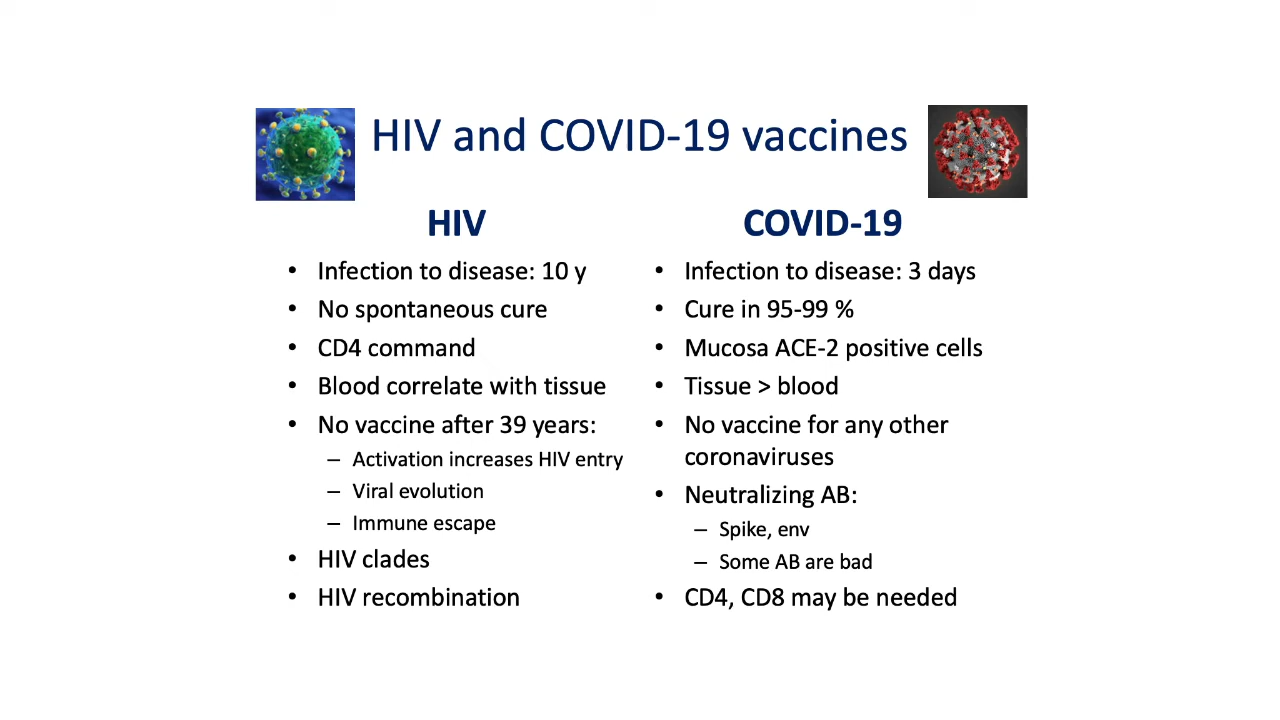 HIV and COVID-19 vaccines
HIV
• Infection to disease: 10 y
• No spontaneous cure
• CD4 command
• Blood correlate with tissue
• No vaccine after 39 years:
– Activation increases HIV entry
– Viral evolution
– Immune escape
• HIV clades
• HIV recombination
COVID-19
• Infection to disease: 3 days
• Cure in 95-99 %
• Mucosa ACE-2 positive cells
• Tissue > blood
• No vaccine for any other
coronaviruses
• Neutralizing AB:
– Spike, env
– Some AB are bad
• CD4, CD8 may be needed